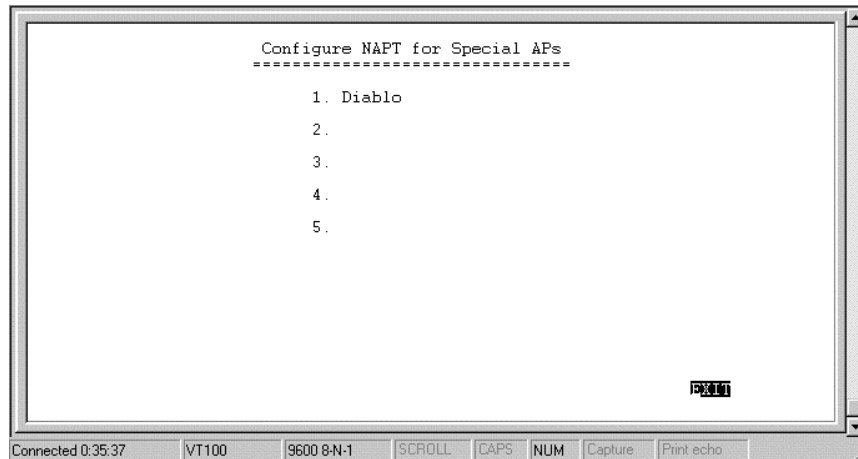 Configure NAPT for Special APs
================================
1. Diablo
2.
3.
4.
5.
EXIT
Connected 0:35:37 VT100 9600 8-N-1 SCROLL CAPS NUM Capture Print echo